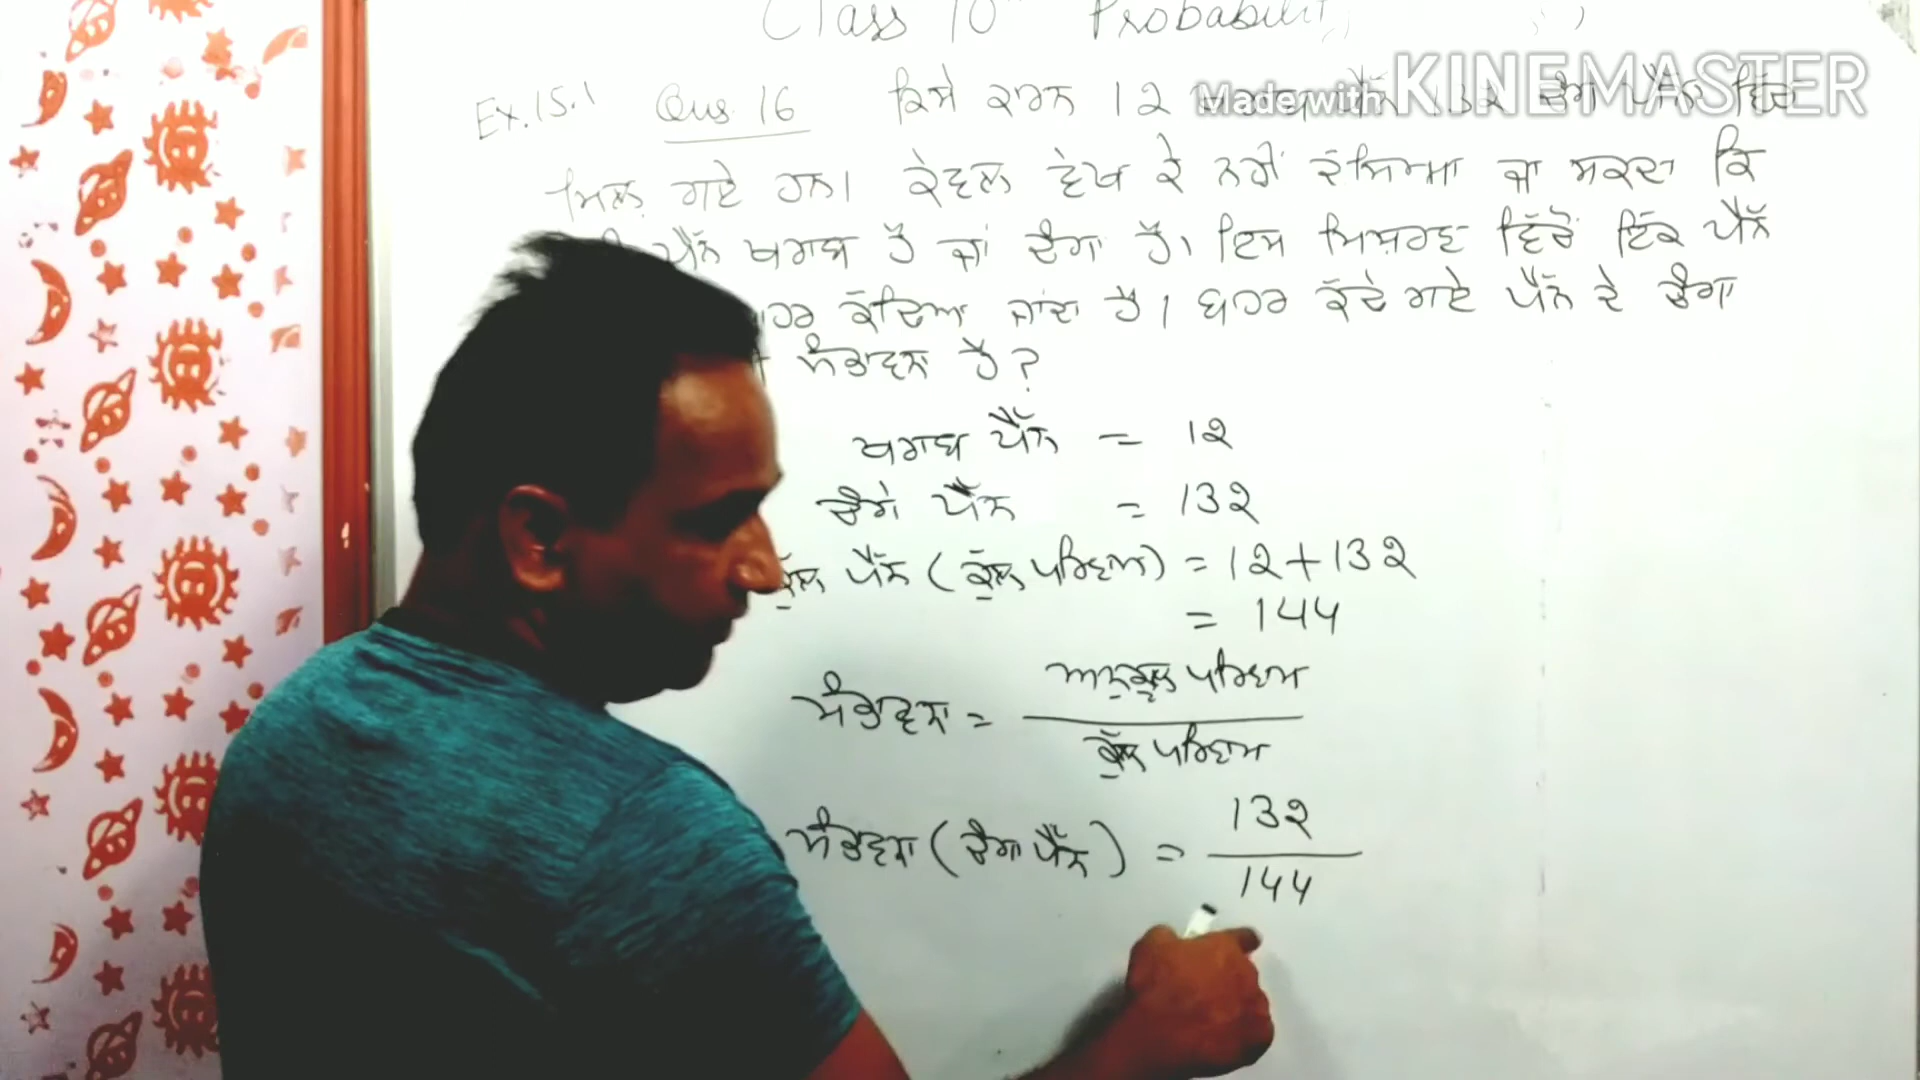 Class 10th Probability
Ex.15.1 Que 16 ਕਿਸੇ ਕਾਰਨ 12 ਖਰਾਬ ਪੈੱਨ 132 ਚੰਗੇ ਪੈੱਨਾਂ ਵਿੱਚ
Made with KINEMASTER
ਮਿਲ ਗਏ ਹਨ। ਕੇਵਲ ਵੇਖ ਕੇ ਨਹੀਂ ਦੱਸਿਆ ਜਾ ਸਕਦਾ ਕਿ
ਪੈੱਨ ਖਰਾਬ ਹੈ ਜਾਂ ਚੰਗਾ ਹੈ। ਇਸ ਮਿਸ਼ਰਣ ਵਿੱਚੋਂ ਇੱਕ ਪੈੱਨ
ਕੱਢਿਆ ਜਾਂਦਾ ਹੈ। ਬਾਹਰ ਕੱਢੇ ਗਏ ਪੈੱਨ ਦੇ ਚੰਗਾ
ਸੰਭਾਵਨਾ ਹੈ?
ਖਰਾਬ ਪੈੱਨ = 12
ਚੰਗੇ ਪੈੱਨ = 132
ਕੁੱਲ ਪੈੱਨ (ਕੁੱਲ ਪਰਿਣਾਮ) = 12+132
= 144
ਸੰਭਾਵਨਾ = ਅਨੁਕੂਲ ਪਰਿਣਾਮ
ਕੁੱਲ ਪਰਿਣਾਮ
ਸੰਭਾਵਨਾ (ਚੰਗਾ ਪੈੱਨ) = 132
144